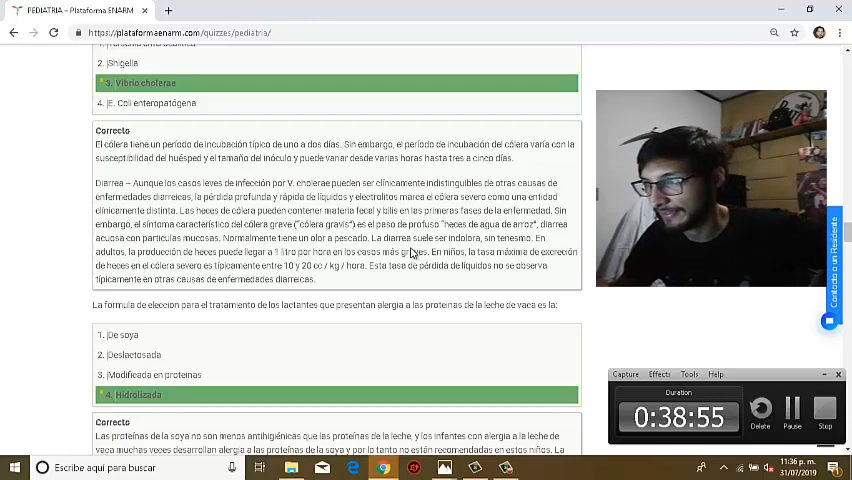 PEDIATRIA – Plataforma ENARM
https://plataformaenarm.com/quizzes/pediatria/
2. |Shigella
3. Vibrio cholerae
4. |E. Coli enteropatógena
Correcto
El cólera tiene un período de incubación típico de uno a dos días. Sin embargo, el período de incubación del cólera varía con la
susceptibilidad del huésped y el tamaño del inóculo y puede variar desde varias horas hasta tres a cinco días.
Diarrea – Aunque los casos leves de infección por V. cholerae pueden ser clínicamente indistinguibles de otras causas de
enfermedades diarreicas, la pérdida profunda y rápida de líquidos y electrolitos marca el cólera severo como una entidad
clínicamente distinta. Las heces de cólera pueden contener materia fecal y bilis en las primeras fases de la enfermedad. Sin
embargo, el síntoma característico del cólera grave ("cólera gravis") es el paso de profuso "heces de agua de arroz", diarrea
acuosa con partículas mucosas. Normalmente tiene un olor a pescado. La diarrea suele ser indolora, sin tenesmo. En
adultos, la producción de heces puede llegar a 1 litro por hora en los casos más graves. En niños, la tasa máxima de excreción
de heces en el cólera severo es típicamente entre 10 y 20 cc / kg / hora. Esta tasa de pérdida de líquidos no se observa
típicamente en otras causas de enfermedades diarreicas.
La formula de eleccion para el tratamiento de los lactantes que presentan alergia a las proteinas de la leche de vaca es la:
1. |De soya
2. |Deslactosada
3. |Modificada en proteinas
4. Hidrolizada
Correcto
Las proteínas de la soya no son menos antihigiénicas que las proteínas de la leche, y los infantes con alergia a la leche de
vaca muchas veces desarrollan alergia a las proteínas de la soya y por lo tanto no están recomendadas en estos niños. La
Contacto a un Residente
Capture Effects Tools Help
Duration
0:38:55
Delete Pause Stop
Escribe aquí para buscar
11:36 p. m.
31/07/2019